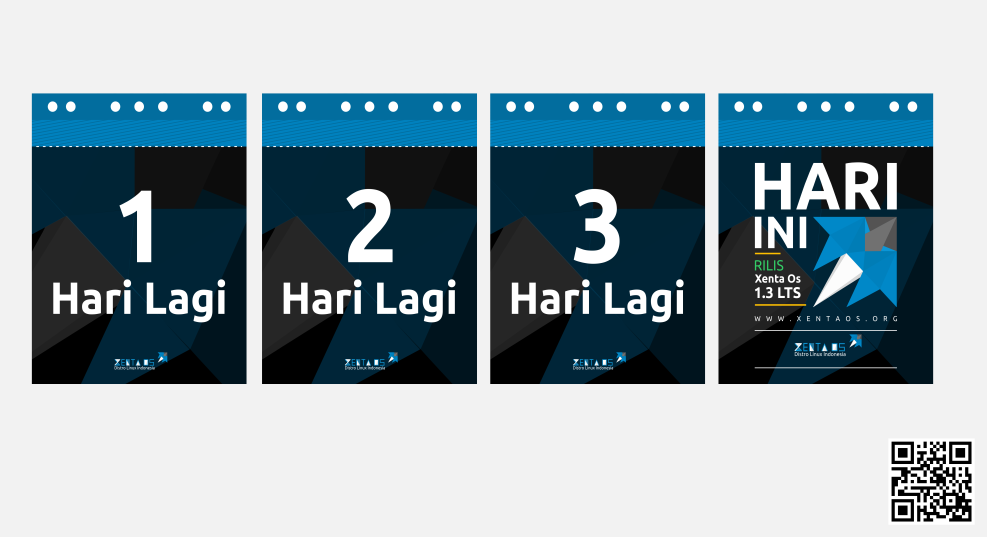 1
Hari Lagi
XENTA OS
Distro Linux Indonesia
2
Hari Lagi
XENTA OS
Distro Linux Indonesia
3
Hari Lagi
XENTA OS
Distro Linux Indonesia
HARI
INI
RILIS
Xenta Os
1.3 LTS
WWW.XENTAOS.ORG
XENTA OS
Distro Linux Indonesia